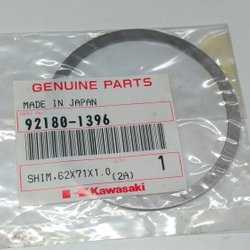 GENUINE PARTS
MADE IN JAPAN
92180-1396
1
SHIM,62X71X1.0 (2A)
Kawasaki